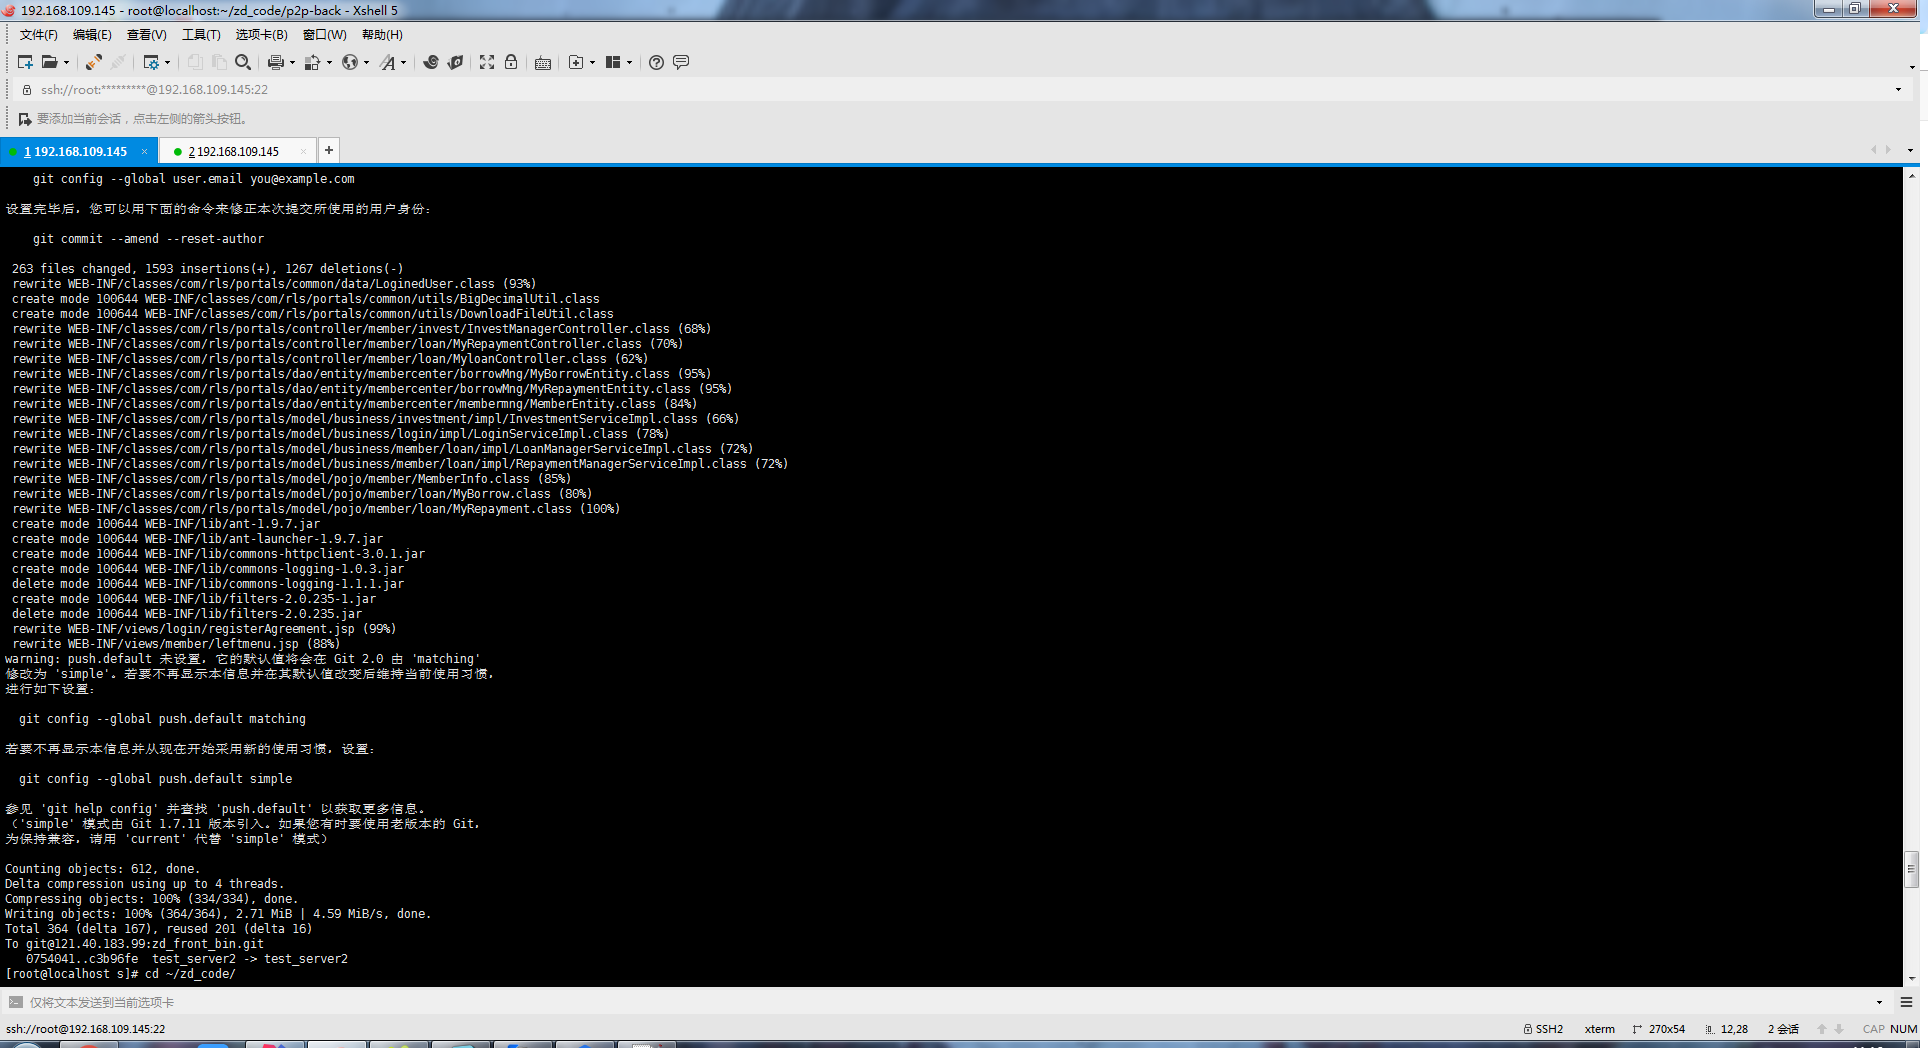 192.168.109.145 - root@localhost:~/zd_code/p2p-back - Xshell 5
文件(F) 编辑(E) 查看(V) 工具(T) 选项卡(B) 窗口(W) 帮助(H)
ssh://root:*********@192.168.109.145:22
要添加当前会话，点击左侧的箭头按钮。
1 192.168.109.145 × 2 192.168.109.145 × +
git config --global user.email you@example.com
设置完毕后，您可以用下面的命令来修正本次提交所使用的用户身份：
git commit --amend --reset-author
263 files changed, 1593 insertions(+), 1267 deletions(-)
rewrite WEB-INF/classes/com/rls/portals/common/data/LoginedUser.class (93%)
create mode 100644 WEB-INF/classes/com/rls/portals/common/utils/BigDecimalUtil.class
create mode 100644 WEB-INF/classes/com/rls/portals/common/utils/DownloadFileUtil.class
rewrite WEB-INF/classes/com/rls/portals/controller/member/invest/InvestManagerController.class (68%)
rewrite WEB-INF/classes/com/rls/portals/controller/member/loan/MyRepaymentController.class (70%)
rewrite WEB-INF/classes/com/rls/portals/controller/member/loan/MyloanController.class (62%)
rewrite WEB-INF/classes/com/rls/portals/dao/entity/membercenter/borrowMng/MyBorrowEntity.class (95%)
rewrite WEB-INF/classes/com/rls/portals/dao/entity/membercenter/borrowMng/MyRepaymentEntity.class (95%)
rewrite WEB-INF/classes/com/rls/portals/dao/entity/membercenter/membermng/MemberEntity.class (84%)
rewrite WEB-INF/classes/com/rls/portals/model/business/investment/impl/InvestmentServiceImpl.class (66%)
rewrite WEB-INF/classes/com/rls/portals/model/business/login/impl/LoginServiceImpl.class (78%)
rewrite WEB-INF/classes/com/rls/portals/model/business/member/loan/impl/LoanManagerServiceImpl.class (72%)
rewrite WEB-INF/classes/com/rls/portals/model/business/member/loan/impl/RepaymentManagerServiceImpl.class (72%)
rewrite WEB-INF/classes/com/rls/portals/model/pojo/member/MemberInfo.class (85%)
rewrite WEB-INF/classes/com/rls/portals/model/pojo/member/loan/MyBorrow.class (80%)
rewrite WEB-INF/classes/com/rls/portals/model/pojo/member/loan/MyRepayment.class (100%)
create mode 100644 WEB-INF/lib/ant-1.9.7.jar
create mode 100644 WEB-INF/lib/ant-launcher-1.9.7.jar
create mode 100644 WEB-INF/lib/commons-httpclient-3.0.1.jar
create mode 100644 WEB-INF/lib/commons-logging-1.0.3.jar
delete mode 100644 WEB-INF/lib/commons-logging-1.1.1.jar
create mode 100644 WEB-INF/lib/filters-2.0.235-1.jar
delete mode 100644 WEB-INF/lib/filters-2.0.235.jar
rewrite WEB-INF/views/login/registerAgreement.jsp (99%)
rewrite WEB-INF/views/member/leftmenu.jsp (88%)
warning: push.default 未设置，它的默认值将会在 Git 2.0 由 'matching'
修改为 'simple'。若要不再显示本信息并在其默认值改变后维持当前使用习惯，
进行如下设置：
git config --global push.default matching
若要不再显示本信息并从现在开始采用新的使用习惯，设置：
git config --global push.default simple
参见 'git help config' 并查找 'push.default' 以获取更多信息。
（'simple' 模式由 Git 1.7.11 版本引入。如果您有时要使用老版本的 Git，
为保持兼容，请用 'current' 代替 'simple' 模式）
Counting objects: 612, done.
Delta compression using up to 4 threads.
Compressing objects: 100% (334/334), done.
Writing objects: 100% (364/364), 2.71 MiB | 4.59 MiB/s, done.
Total 364 (delta 167), reused 201 (delta 16)
To git@121.40.183.99:zd_front_bin.git
0754041..c3b96fe  test_server2 -> test_server2
[root@localhost s]# cd ~/zd_code/
仅将文本发送到当前选项卡
ssh://root@192.168.109.145:22 SSH2 xterm 270x54 12,28 2 会话 CAP NUM